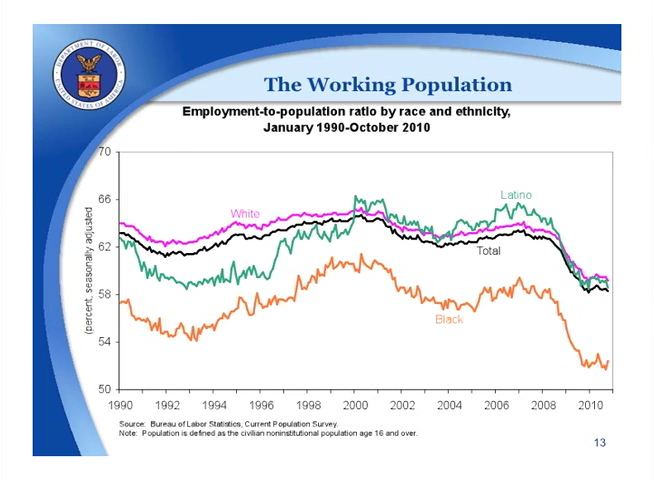 DEPARTMENT OF LABOR
UNITED STATES OF AMERICA
The Working Population
Employment-to-population ratio by race and ethnicity,
January 1990-October 2010
(percent, seasonally adjusted
70
66
62
58
54
50
Latino
White
Total
Black
1990 1992 1994 1996 1998 2000 2002 2004 2006 2008 2010
Source: Bureau of Labor Statistics, Current Population Survey.
Note: Population is defined as the civilian noninstitutional population age 16 and over.
13